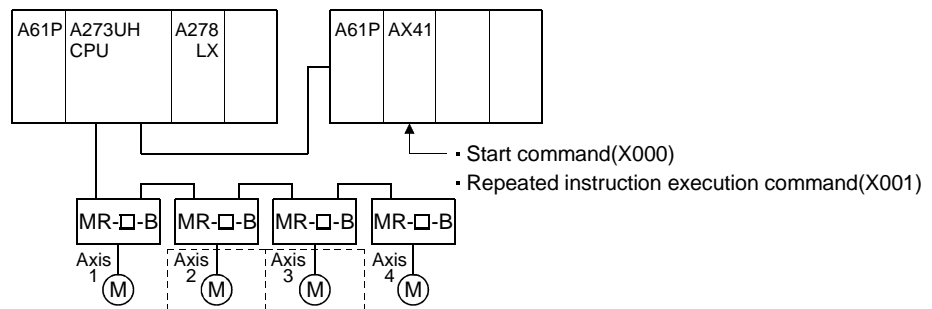 A61P A273UH CPU A278 LX
A61P AX41
· Start command(X000)
· Repeated instruction execution command(X001)
MR-□-B MR-□-B MR-□-B MR-□-B
Axis 1 Axis 2 Axis 3 Axis 4
M M M M